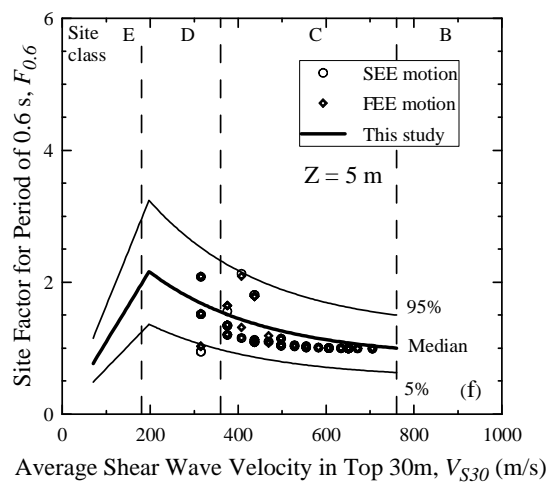 Site class E D C B
SEE motion
FEE motion
This study
Z = 5 m
95%
Median
5%
(f)
6
4
2
0
0 200 400 600 800 1000
Site Factor for Period of 0.6 s, F0.6
Average Shear Wave Velocity in Top 30m, VS30 (m/s)